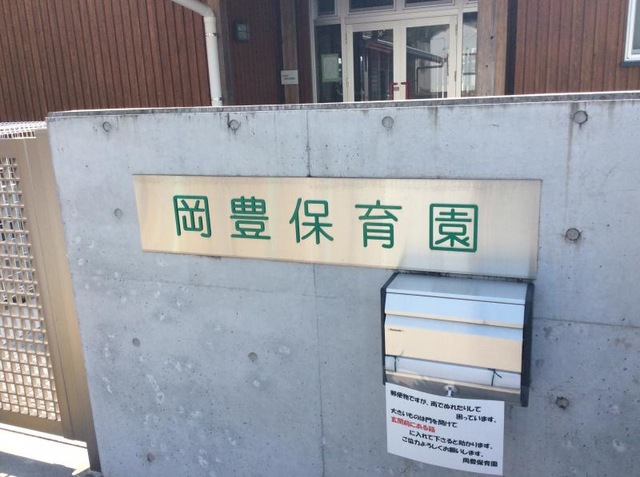 岡豊保育園
郵便物ですが、雨でぬれたりして
困っています。
大きいものは門を開けて
玄関前にある箱
に入れて下さると助かります。
ご協力よろしくお願いします。
岡豊保育園